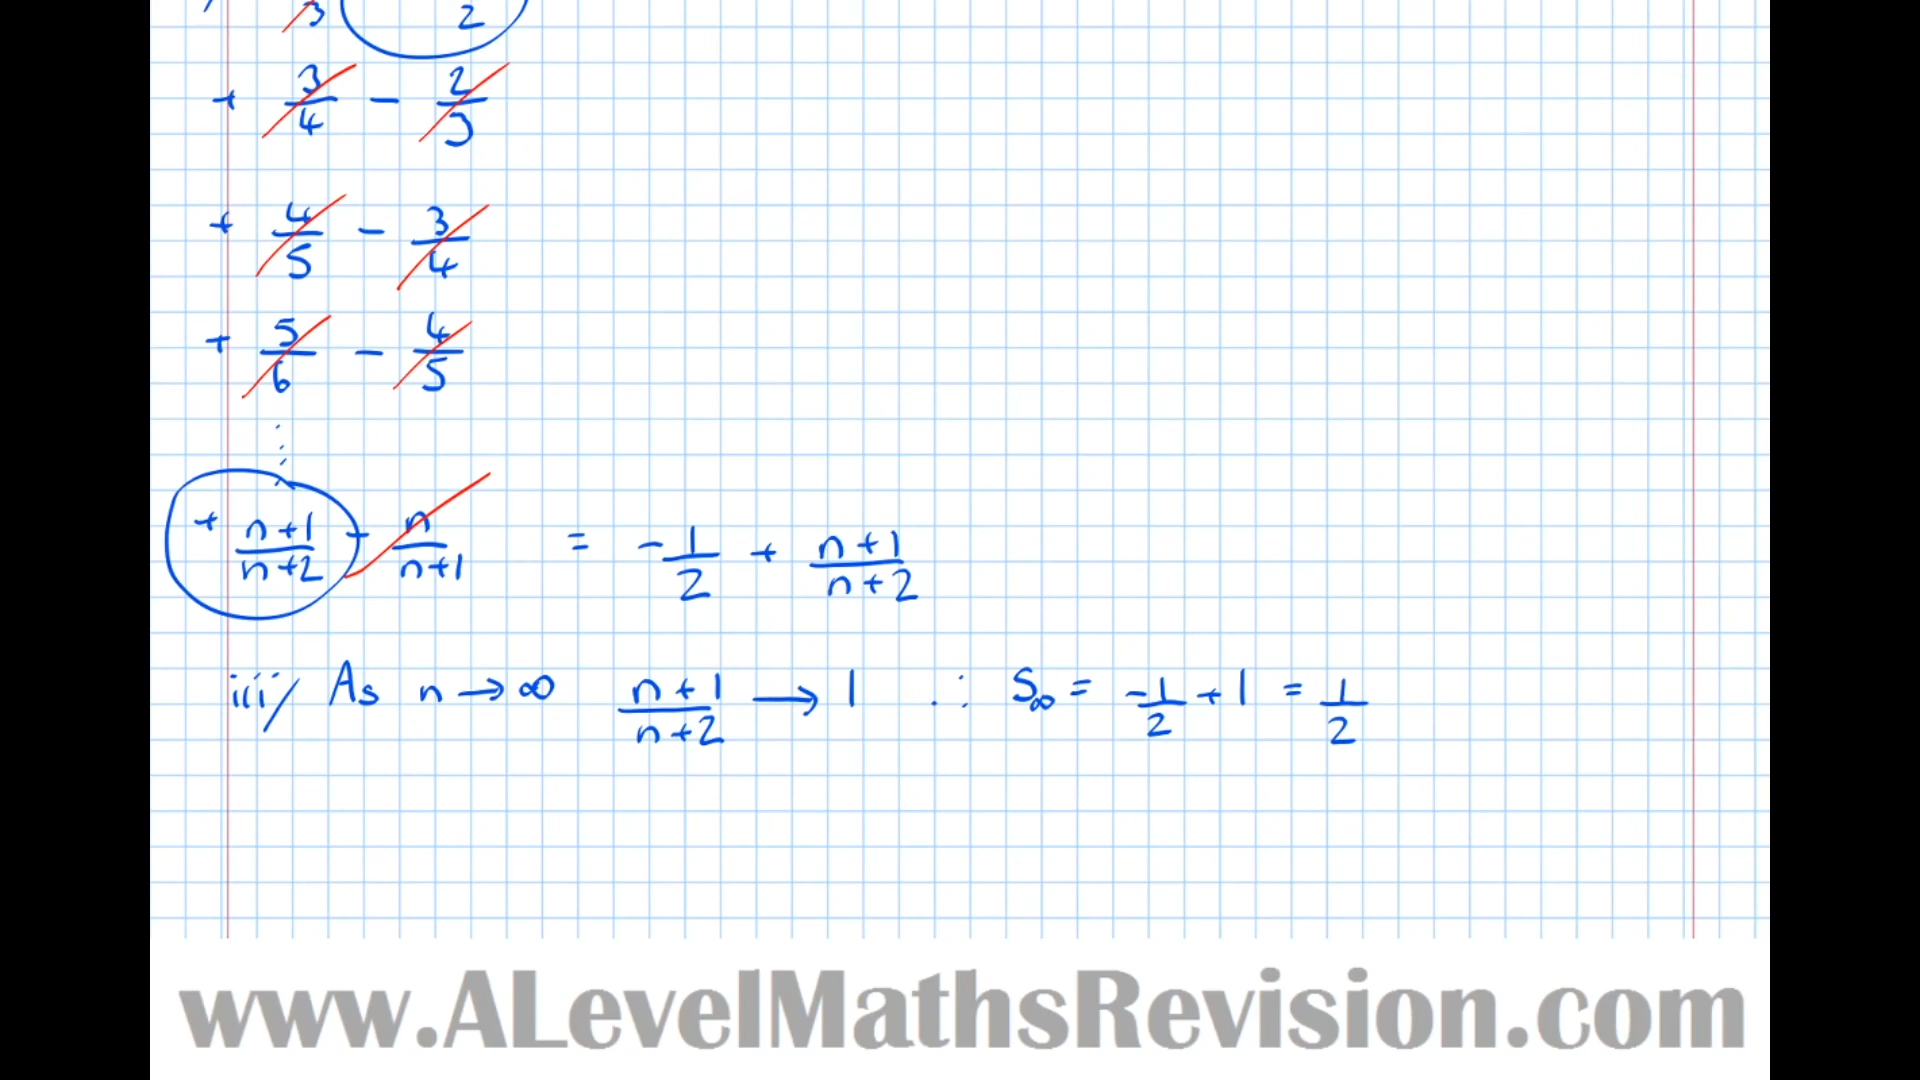 3 2
+ 3/4 - 2/3
+ 4/5 - 3/4
+ 5/6 - 4/5
⋮
+ n+1/n+2 - n/n+1 = -1/2 + n+1/n+2
iii/ As n → ∞ n+1/n+2 → 1 ∴ S∞ = -1/2 + 1 = 1/2
www.ALevelMathsRevision.com